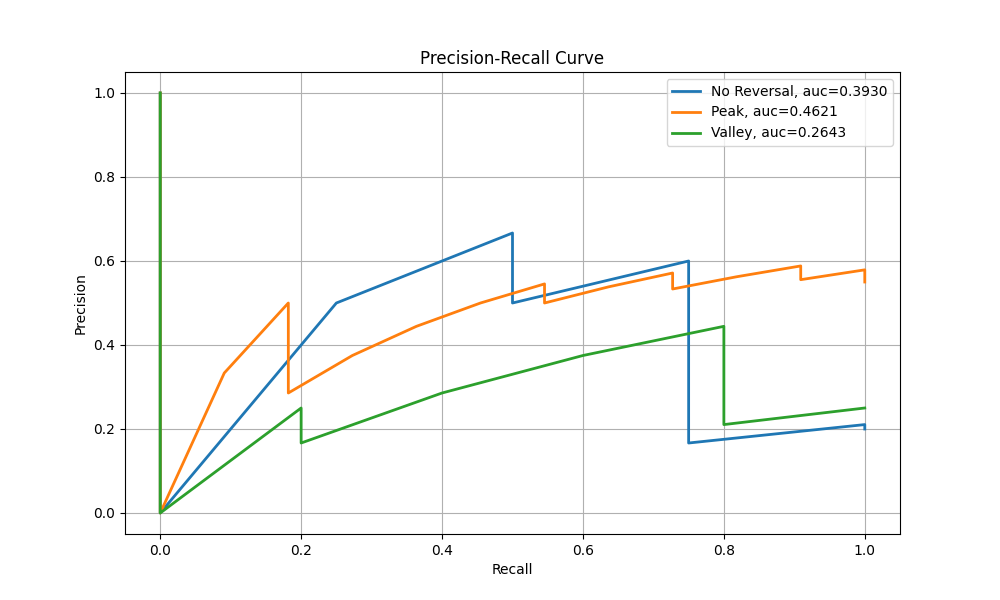 Precision-Recall Curve
No Reversal, auc=0.3930
Peak, auc=0.4621
Valley, auc=0.2643
1.0
0.8
0.6
0.4
0.2
0.0
Precision
0.0 0.2 0.4 0.6 0.8 1.0
Recall